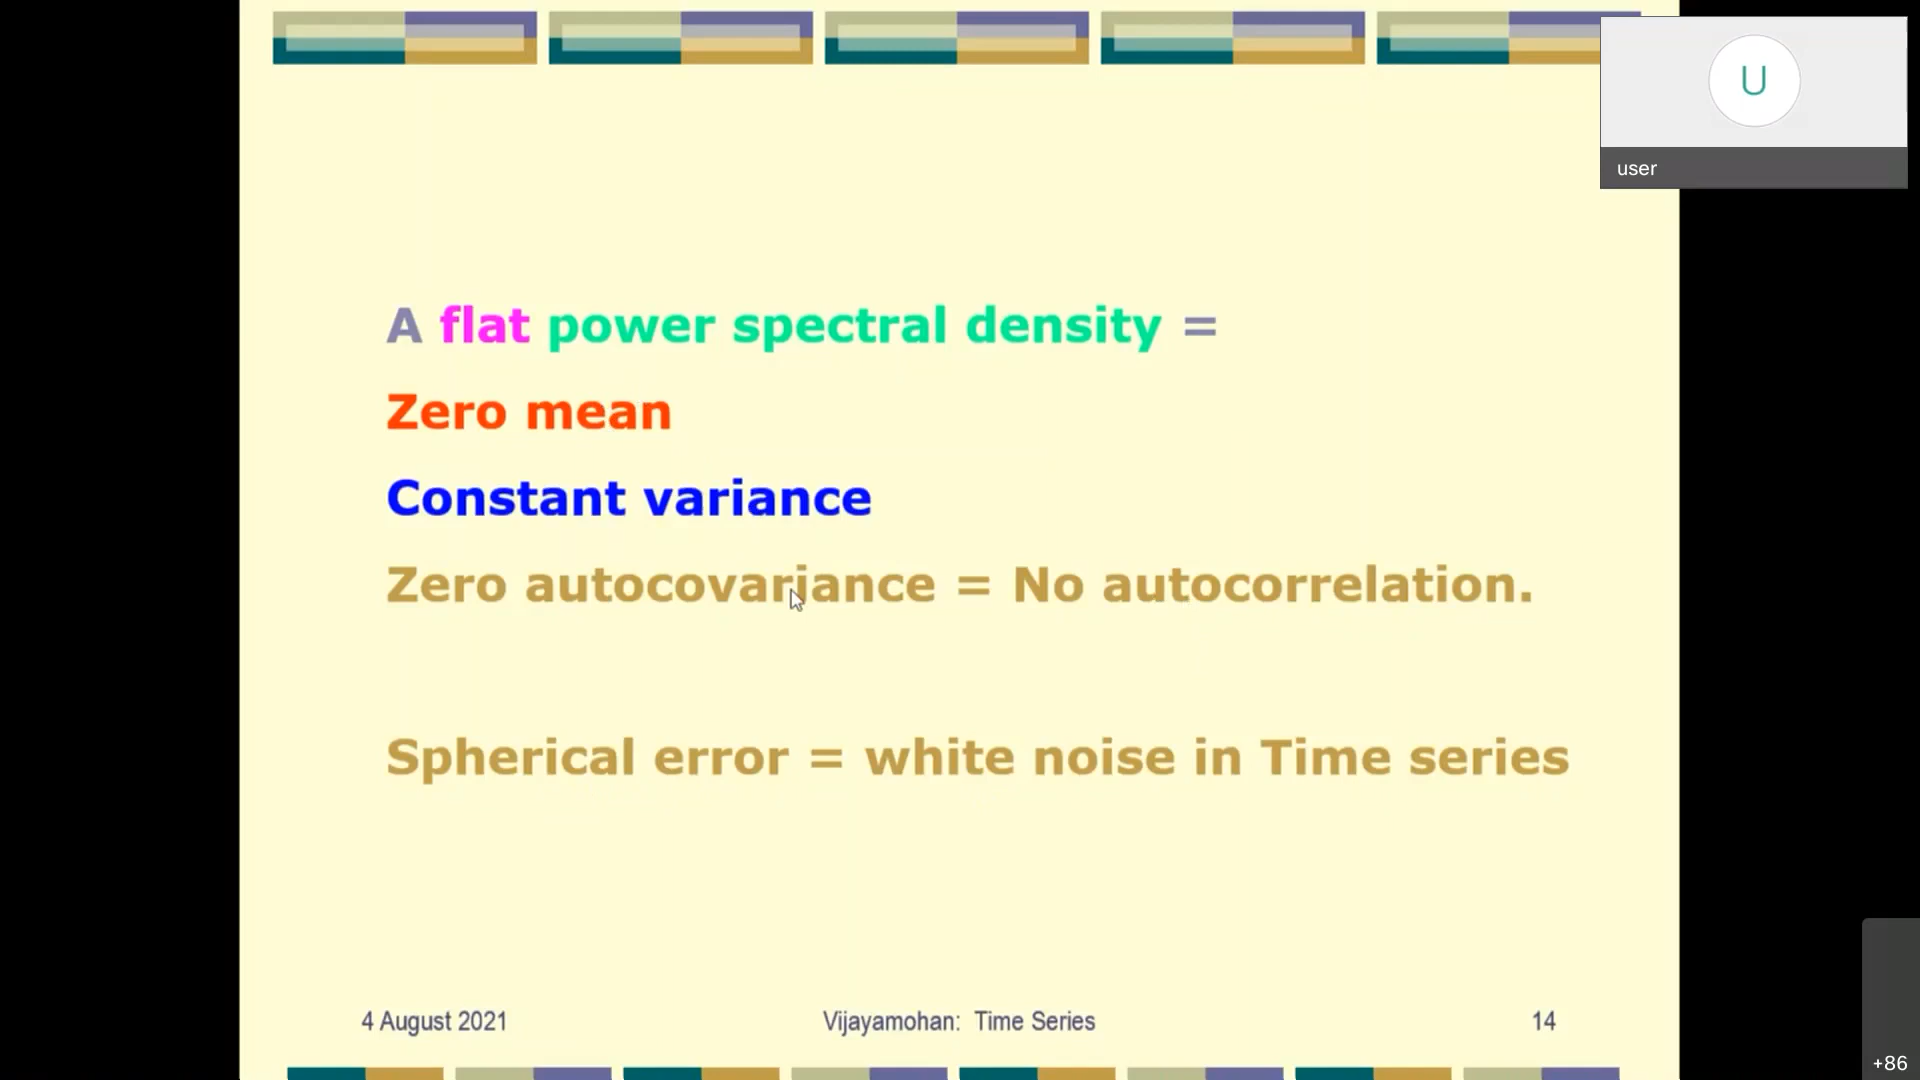 U
user
A flat power spectral density =
Zero mean
Constant variance
Zero autocovariance = No autocorrelation.
Spherical error = white noise in Time series
4 August 2021
Vijayamohan: Time Series
14
+86